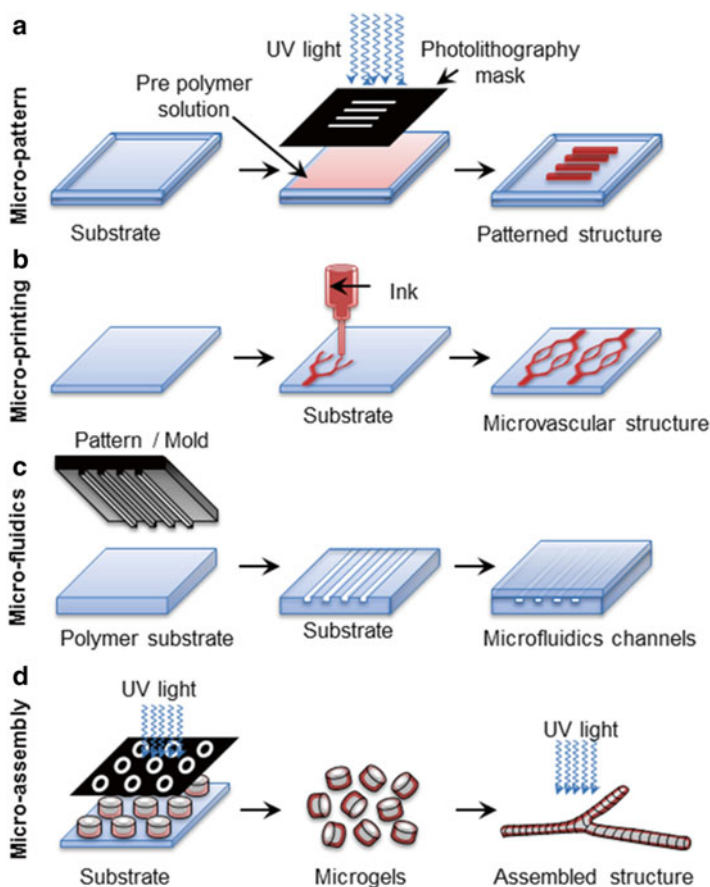 a
Micro-pattern
UV light
Photolithography
mask
Pre polymer
solution
Substrate
Patterned structure
b
Micro-printing
Ink
Substrate
Microvascular structure
c
Micro-fluidics
Pattern / Mold
Polymer substrate
Substrate
Microfluidics channels
d
Micro-assembly
UV light
UV light
Substrate
Microgels
Assembled structure